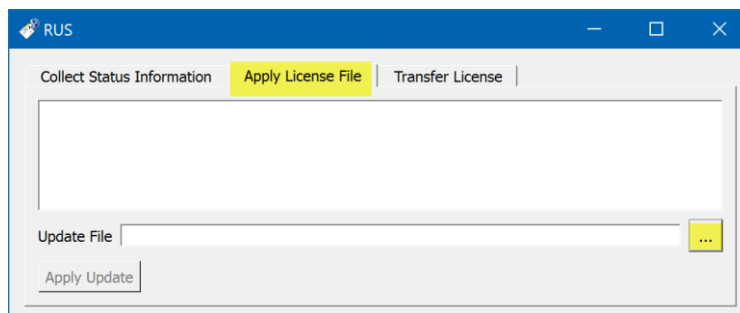 RUS
Collect Status Information Apply License File Transfer License
Update File ...
Apply Update